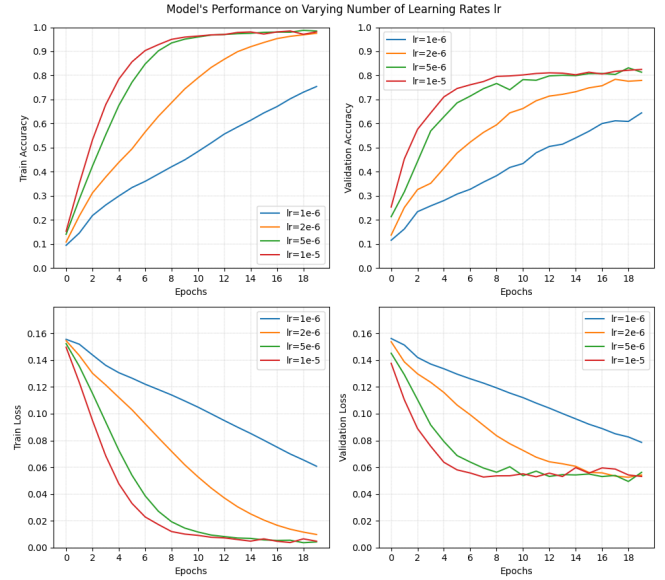 Model's Performance on Varying Number of Learning Rates lr
1.0
0.9
0.8
0.7
0.6
0.5
0.4
0.3
0.2
0.1
0.0
Train Accuracy
0 2 4 6 8 10 12 14 16 18
Epochs
lr=1e-6
lr=2e-6
lr=5e-6
lr=1e-5
1.0
0.9
0.8
0.7
0.6
0.5
0.4
0.3
0.2
0.1
0.0
Validation Accuracy
0 2 4 6 8 10 12 14 16 18
Epochs
lr=1e-6
lr=2e-6
lr=5e-6
lr=1e-5
0.16
0.14
0.12
0.10
0.08
0.06
0.04
0.02
0.00
Train Loss
0 2 4 6 8 10 12 14 16 18
Epochs
lr=1e-6
lr=2e-6
lr=5e-6
lr=1e-5
0.16
0.14
0.12
0.10
0.08
0.06
0.04
0.02
0.00
Validation Loss
0 2 4 6 8 10 12 14 16 18
Epochs
lr=1e-6
lr=2e-6
lr=5e-6
lr=1e-5